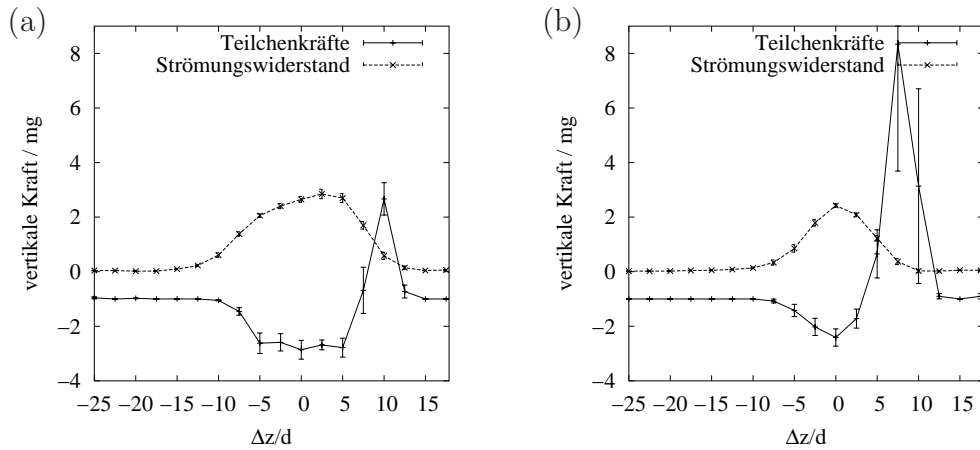 (a)
Teilchenkräfte
Strömungswiderstand
vertikale Kraft / mg
8
6
4
2
0
−2
−4
−25 −20 −15 −10 −5 0 5 10 15
Δz/d
(b)
Teilchenkräfte
Strömungswiderstand
vertikale Kraft / mg
8
6
4
2
0
−2
−4
−25 −20 −15 −10 −5 0 5 10 15
Δz/d